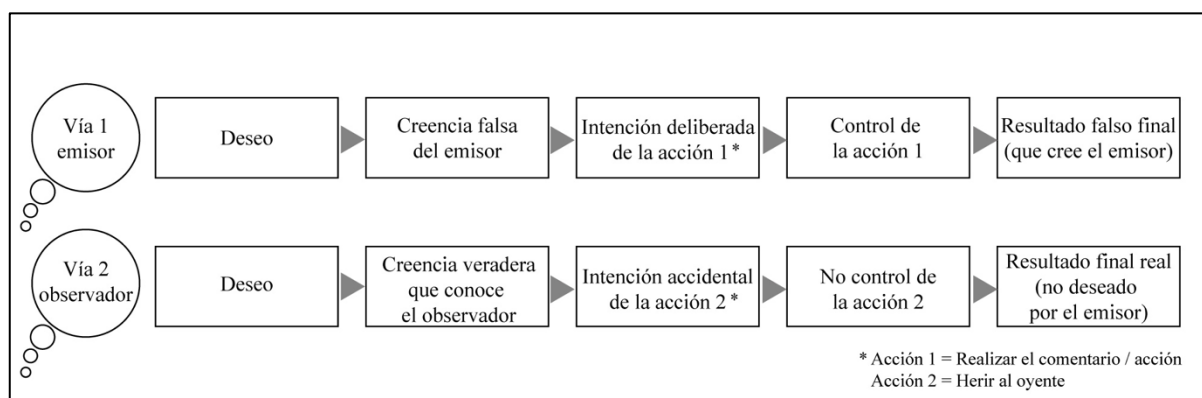 Vía 1
emisor
Deseo
Creencia falsa
del emisor
Intención deliberada
de la acción 1*
Control de
la acción 1
Resultado falso final
(que cree el emisor)
Vía 2
observador
Deseo
Creencia veradera
que conoce
el observador
Intención accidental
de la acción 2*
No control de
la acción 2
Resultado final real
(no deseado
por el emisor)
* Acción 1 = Realizar el comentario / acción
Acción 2 = Herir al oyente